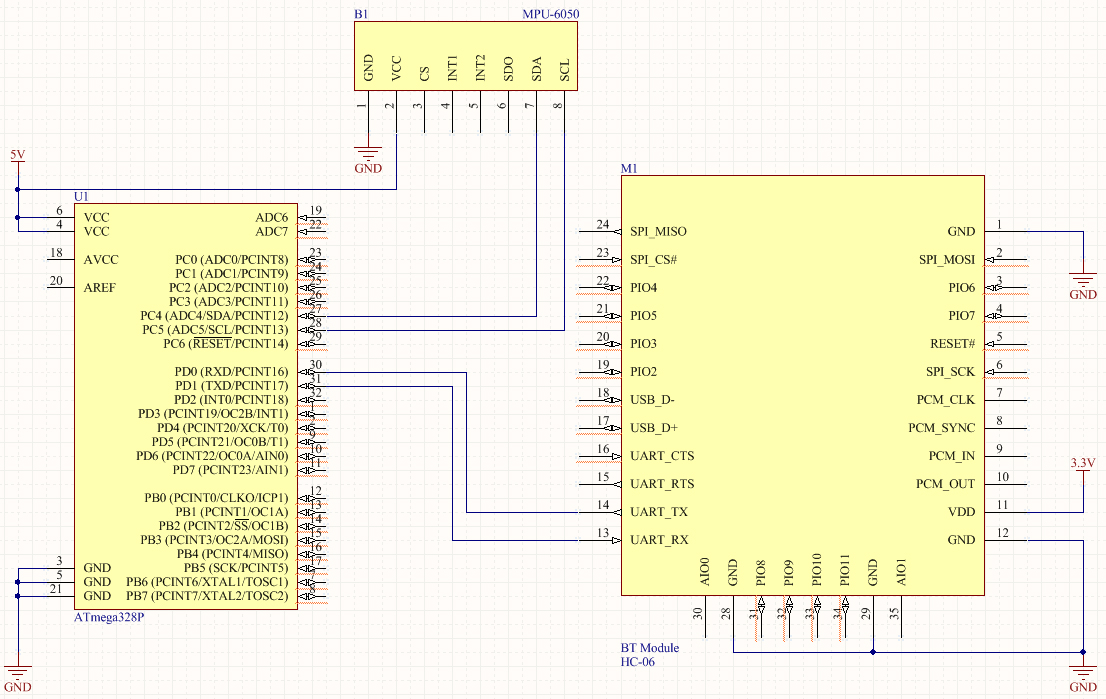 B1 MPU-6050
GND VCC CS INT1 INT2 SDO SDA SCL
1 2 3 4 5 6 7 8
GND
5V
U1
6 VCC ADC6 19
4 VCC ADC7 22
18 AVCC PC0 (ADC0/PCINT8) 23
PC1 (ADC1/PCINT9) 24
20 AREF PC2 (ADC2/PCINT10) 25
PC3 (ADC3/PCINT11) 26
PC4 (ADC4/SDA/PCINT12) 27
PC5 (ADC5/SCL/PCINT13) 28
PC6 (RESET/PCINT14) 29
PD0 (RXD/PCINT16) 30
PD1 (TXD/PCINT17) 31
PD2 (INT0/PCINT18) 32
PD3 (PCINT19/OC2B/INT1)
PD4 (PCINT20/XCK/T0)
PD5 (PCINT21/OC0B/T1) 9
PD6 (PCINT22/OC0A/AIN0) 10
PD7 (PCINT23/AIN1) 11
PB0 (PCINT0/CLKO/ICP1) 12
PB1 (PCINT1/OC1A) 13
PB2 (PCINT2/SS/OC1B) 14
PB3 (PCINT3/OC2A/MOSI) 15
PB4 (PCINT4/MISO) 16
3 GND PB5 (SCK/PCINT5) 17
5 GND PB6 (PCINT6/XTAL1/TOSC1)
21 GND PB7 (PCINT7/XTAL2/TOSC2)
ATmega328P
GND
M1
24 SPI_MISO GND 1
23 SPI_CS# SPI_MOSI 2
22 PIO4 PIO6 3
GND
21 PIO5 PIO7 4
20 PIO3 RESET# 5
19 PIO2 SPI_SCK 6
18 USB_D- PCM_CLK 7
17 USB_D+ PCM_SYNC 8
16 UART_CTS PCM_IN 9
3.3V
15 UART_RTS PCM_OUT 10
14 UART_TX VDD 11
13 UART_RX GND 12
AIO0 GND PIO8 PIO9 PIO10 PIO11 GND AIO1
30 28 31 32 33 34 29 35
BT Module
HC-06
GND